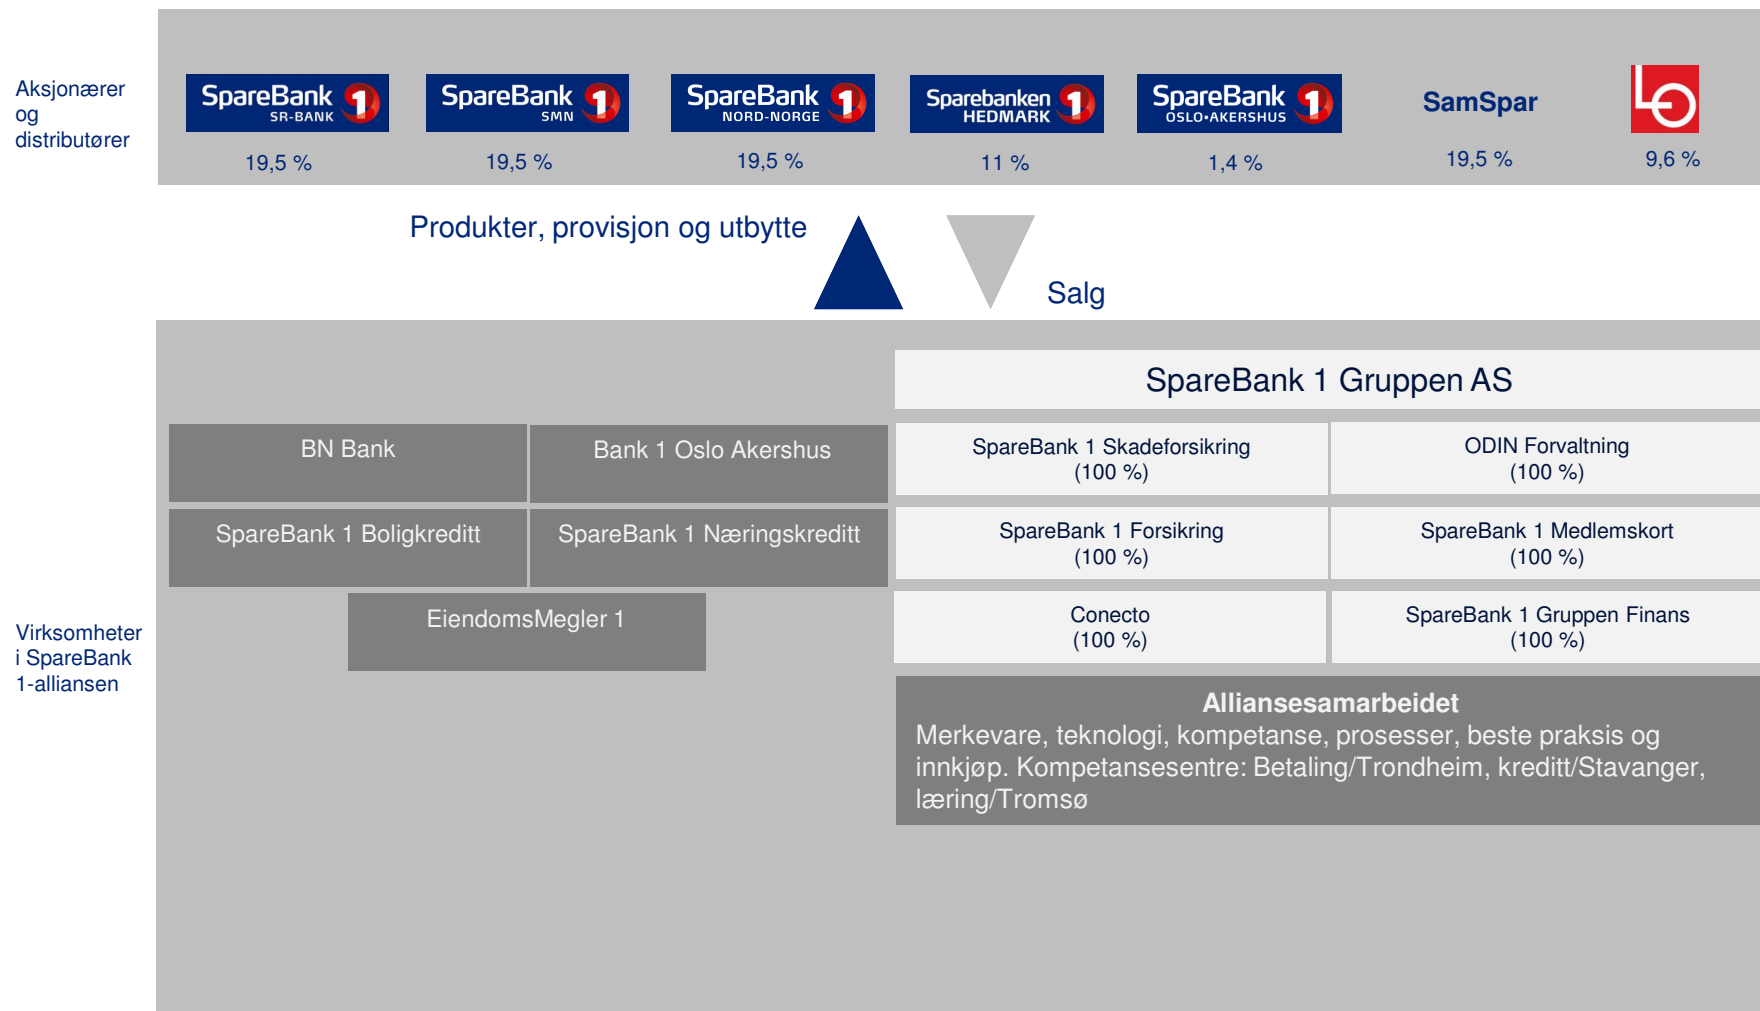 Aksjonærer
og
distributører
SpareBank 1
SR-BANK
19,5 %
SpareBank 1
SMN
19,5 %
SpareBank 1
NORD-NORGE
19,5 %
Sparebanken 1
HEDMARK
11 %
SpareBank 1
OSLO•AKERSHUS
1,4 %
SamSpar
19,5 %
LO
9,6 %
Produkter, provisjon og utbytte
Salg
Virksomheter
i SpareBank
1-alliansen
BN Bank
Bank 1 Oslo Akershus
SpareBank 1 Boligkreditt
SpareBank 1 Næringskreditt
EiendomsMegler 1
SpareBank 1 Gruppen AS
SpareBank 1 Skadeforsikring
(100 %)
ODIN Forvaltning
(100 %)
SpareBank 1 Forsikring
(100 %)
SpareBank 1 Medlemskort
(100 %)
Conecto
(100 %)
SpareBank 1 Gruppen Finans
(100 %)
Alliansesamarbeidet
Merkevare, teknologi, kompetanse, prosesser, beste praksis og
innkjøp. Kompetansesentre: Betaling/Trondheim, kreditt/Stavanger,
læring/Tromsø